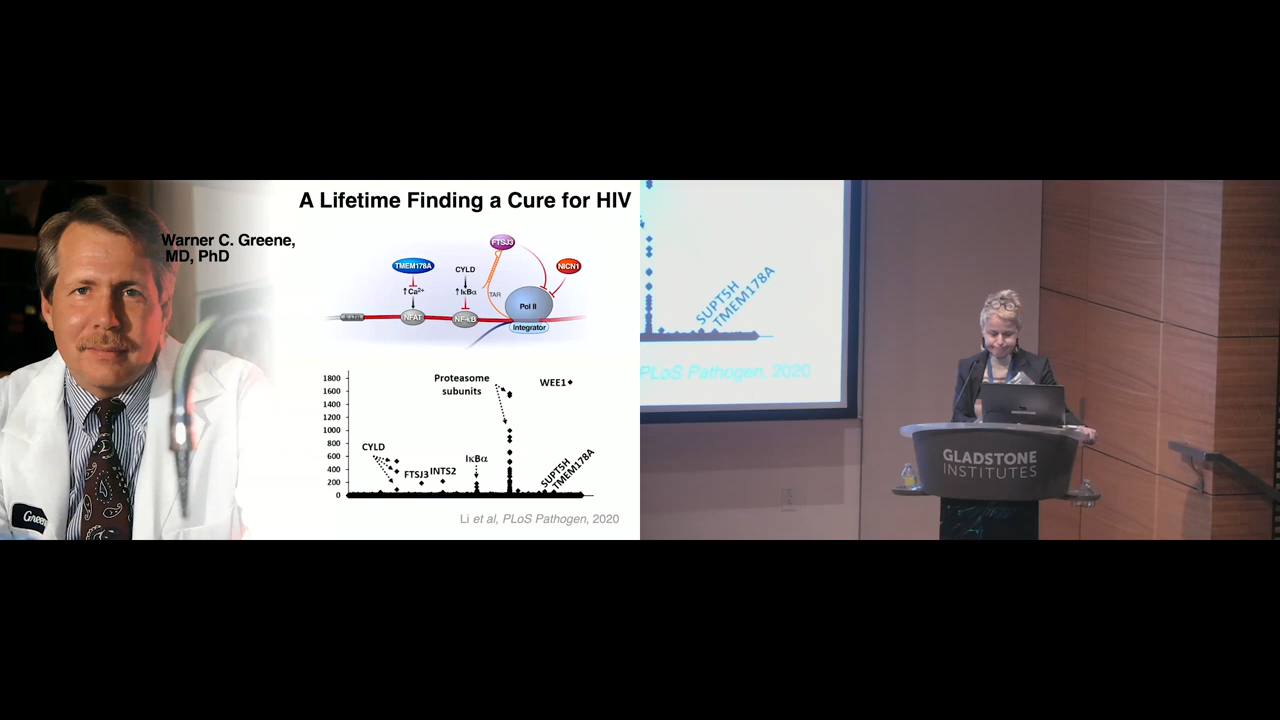 A Lifetime Finding a Cure for HIV
Warner C. Greene,
MD, PhD
FTSJ3
TMEM178A
CYLD
NICN1
↑Ca²⁺
↑IκBα
TAR
Pol II
NFAT
NF-κB
Integrator
1800
1600
1400
1200
1000
800
600
400
200
0
Proteasome
subunits
WEE1
CYLD
FTSJ3
INTS2
IκBα
SUPT5H
TMEM178A
Li et al, PLoS Pathogen, 2020
Gree
SUPT5H
TMEM178A
PLoS Pathogen, 2020
GLADSTONE
INSTITUTES